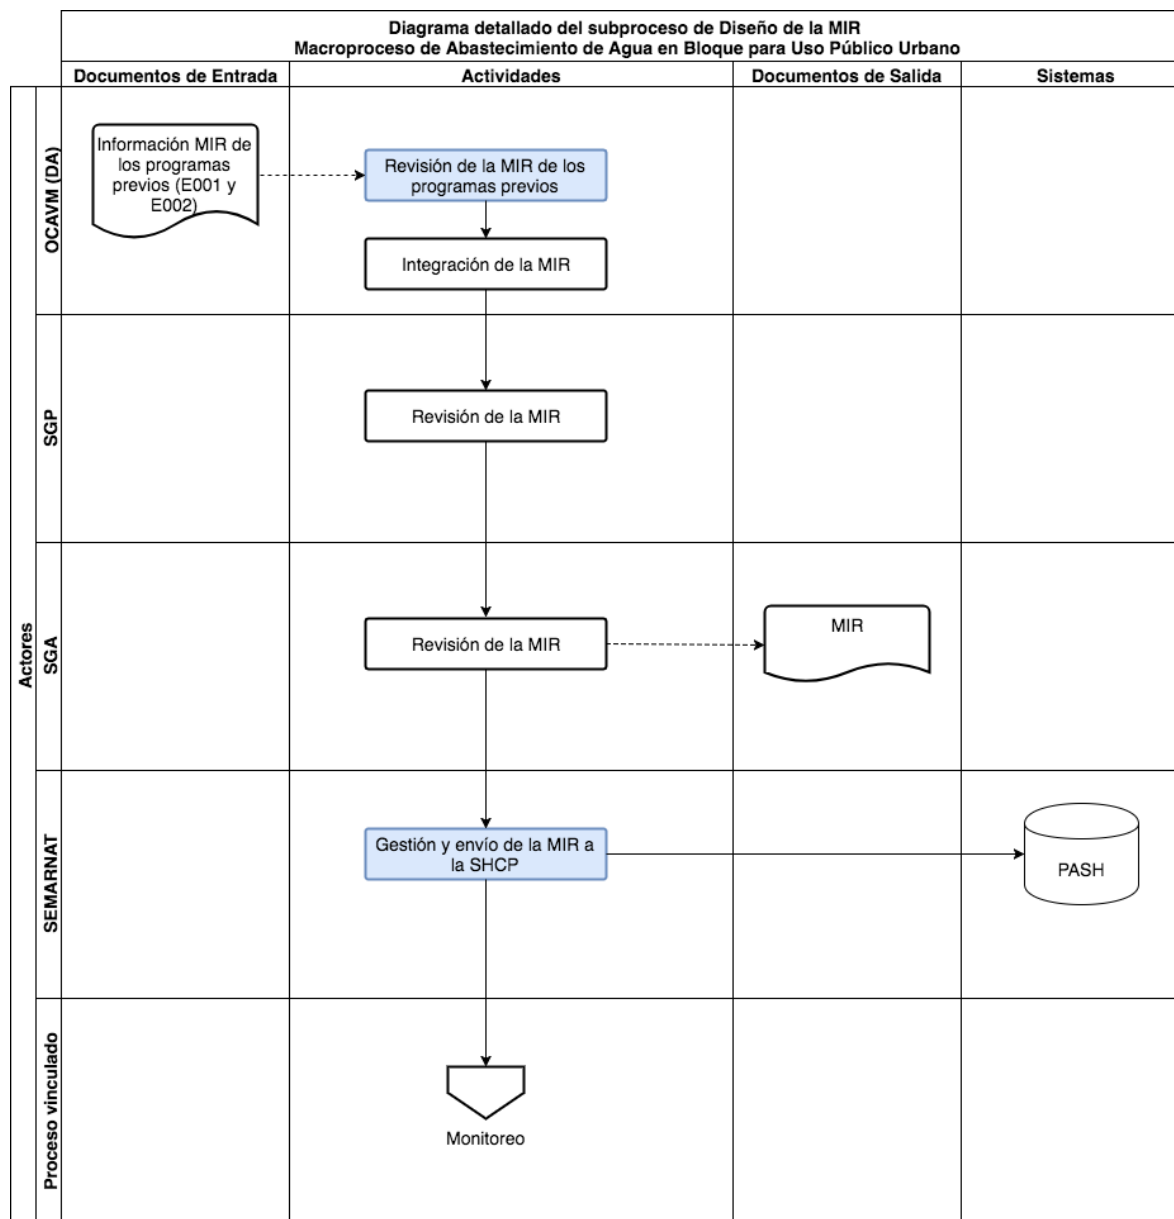 Diagrama detallado del subproceso de Diseño de la MIR
Macroproceso de Abastecimiento de Agua en Bloque para Uso Público Urbano
Documentos de Entrada
Actividades
Documentos de Salida
Sistemas
Actores
OCAVM (DA)
Información MIR de
los programas
previos (E001 y
E002)
Revisión de la MIR de los
programas previos
Integración de la MIR
SGP
Revisión de la MIR
SGA
Revisión de la MIR
MIR
SEMARNAT
Gestión y envío de la MIR a
la SHCP
PASH
Proceso vinculado
Monitoreo